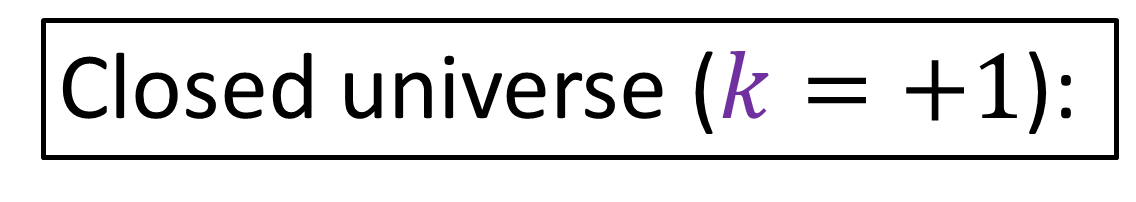 Closed universe (k = +1):